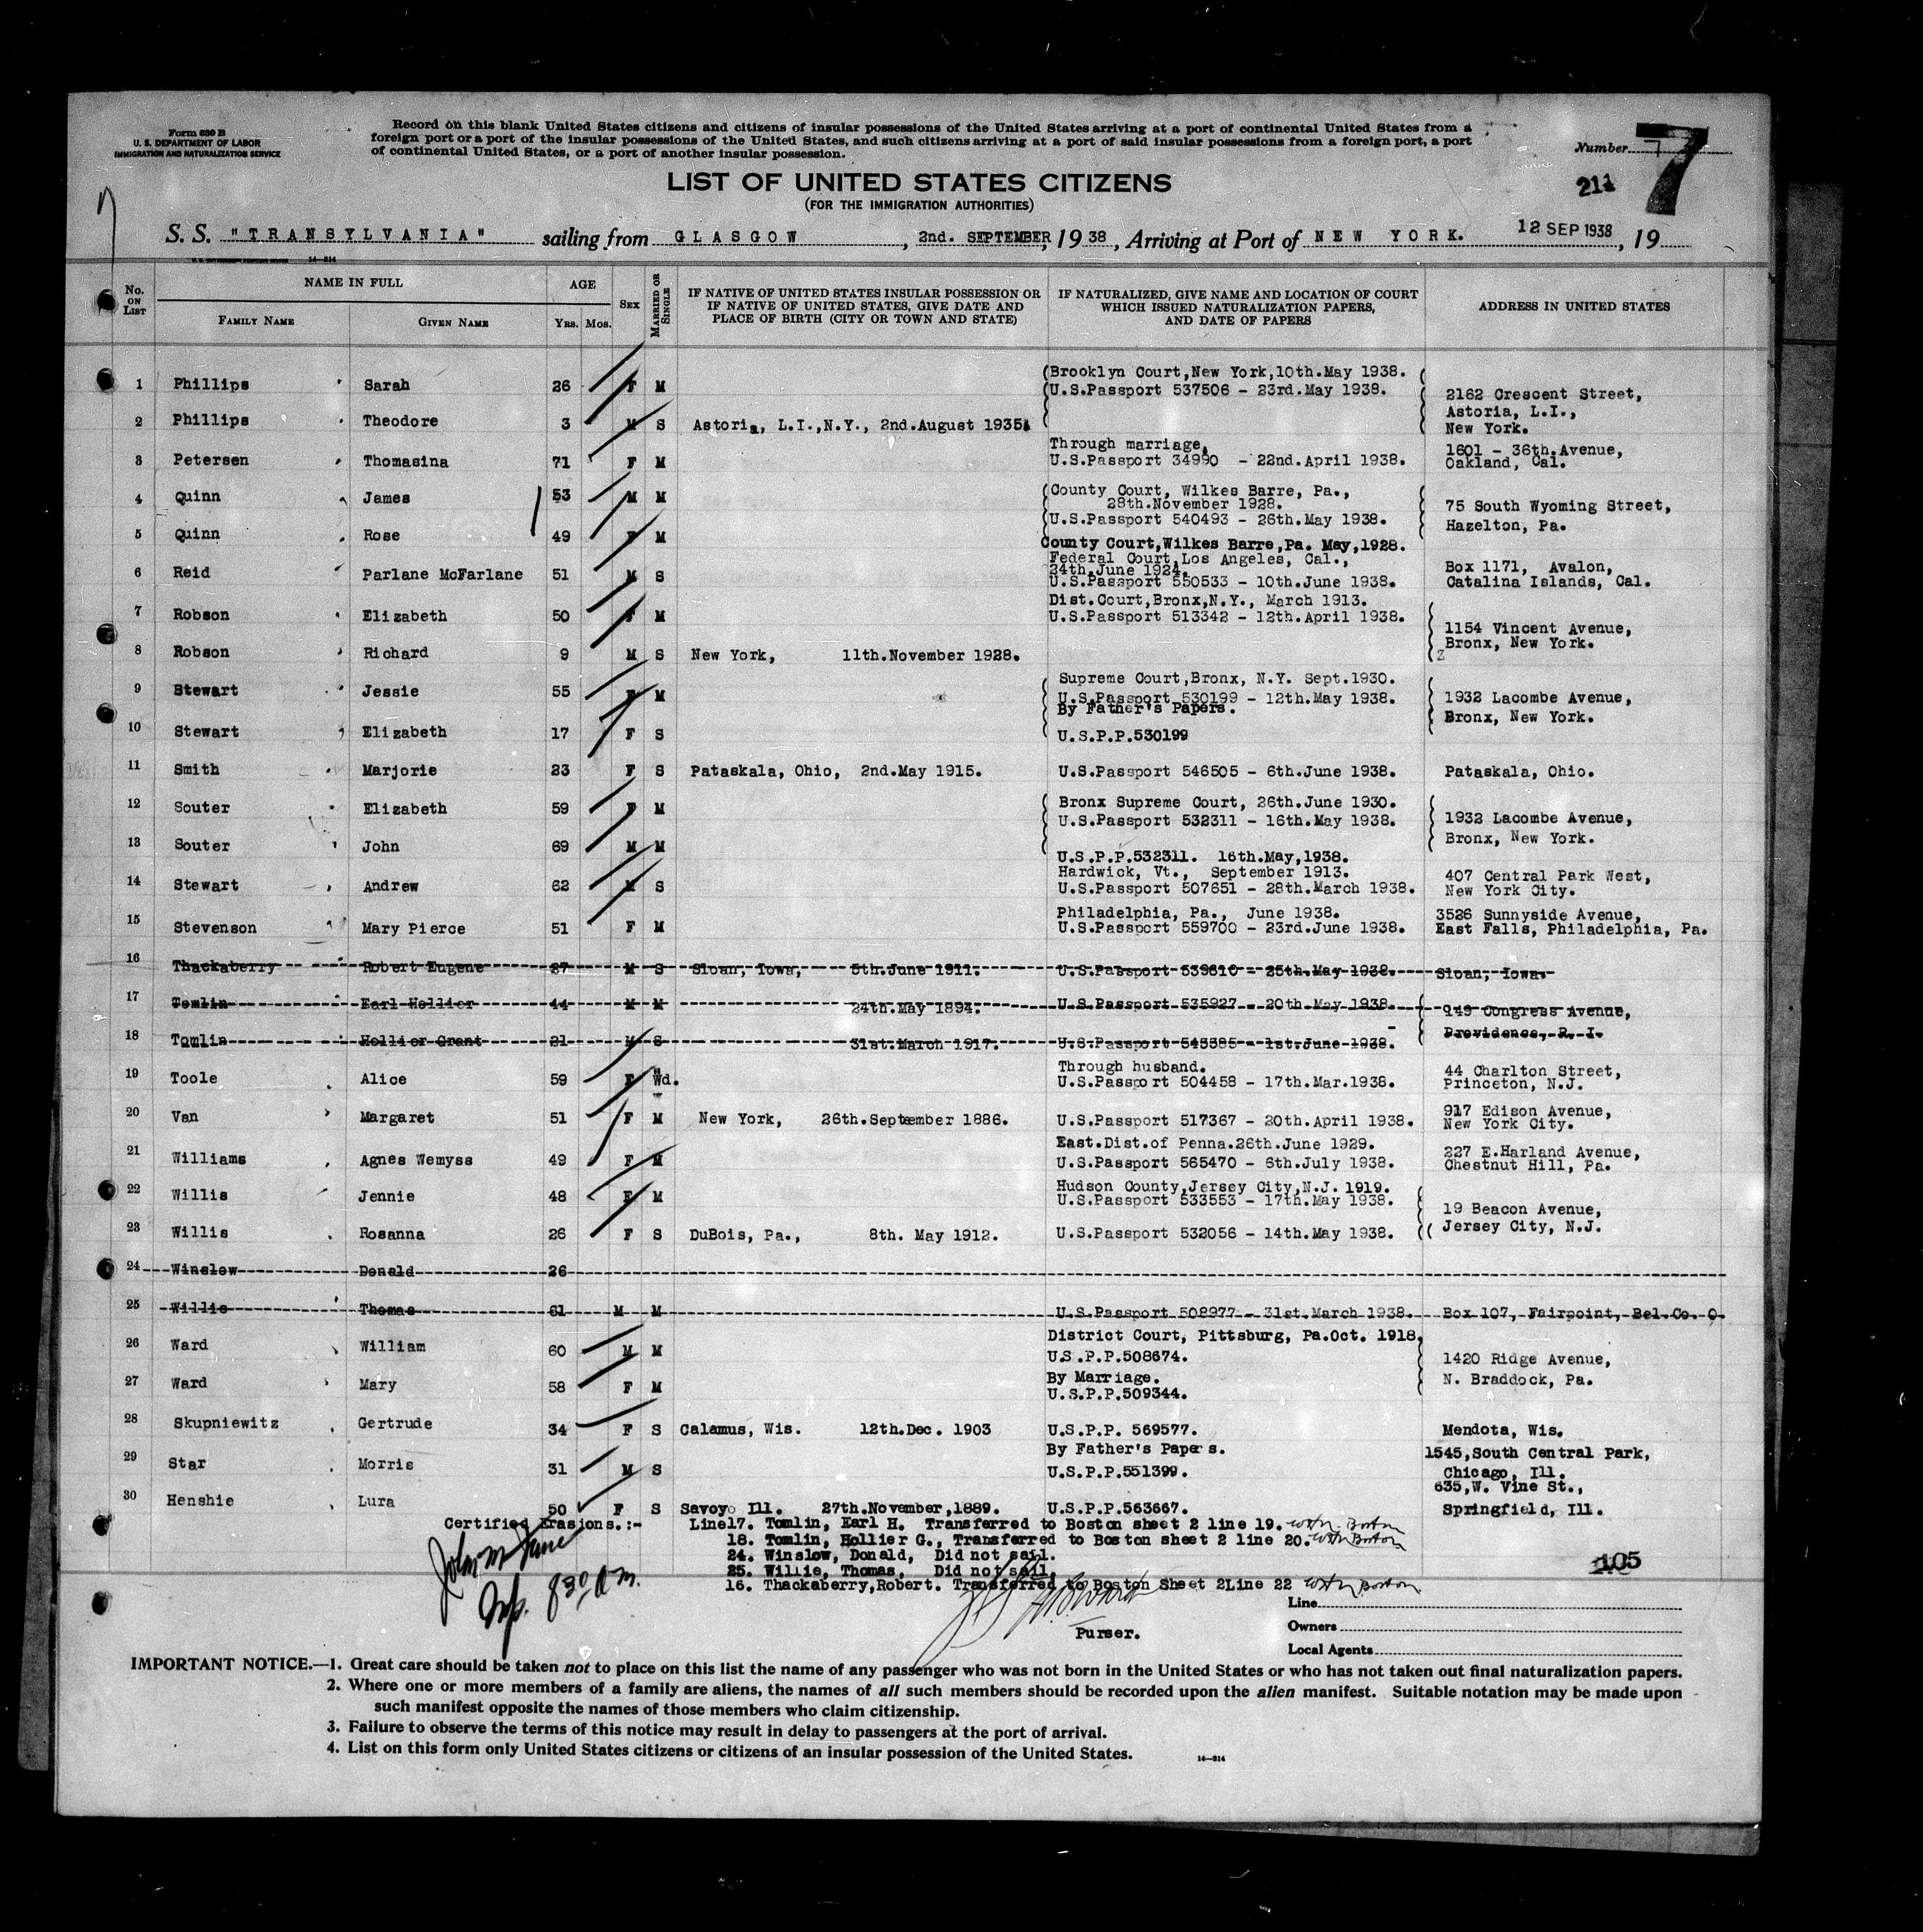 Form 630 B
U. S. DEPARTMENT OF LABOR
IMMIGRATION AND NATURALIZATION SERVICE
Record on this blank United States citizens and citizens of insular possessions of the United States arriving at a port of continental United States from a
foreign port or a port of the insular possessions of the United States, and such citizens arriving at a port of said insular possessions from a foreign port, a port
of continental United States, or a port of another insular possession.
Number 7
7
211
LIST OF UNITED STATES CITIZENS
(FOR THE IMMIGRATION AUTHORITIES)
S. S. "TRANSYLVANIA" sailing from GLASGOW, 2nd. SEPTEMBER, 1938, Arriving at Port of NEW YORK. 12 SEP 1938, 19
14—214
No. ON LIST
NAME IN FULL
FAMILY NAME
GIVEN NAME
AGE
YRS. MOS.
SEX
MARRIED OR SINGLE
IF NATIVE OF UNITED STATES INSULAR POSSESSION OR
IF NATIVE OF UNITED STATES, GIVE DATE AND
PLACE OF BIRTH (CITY OR TOWN AND STATE)
IF NATURALIZED, GIVE NAME AND LOCATION OF COURT
WHICH ISSUED NATURALIZATION PAPERS,
AND DATE OF PAPERS
ADDRESS IN UNITED STATES
1 Phillips Sarah 26 F M (Brooklyn Court,New York,10th.May 1938.
(U.S.Passport 537506 - 23rd.May 1938. 2162 Crescent Street,
2 Phillips Theodore 3 M S Astoria, L.I.,N.Y., 2nd.August 1935. Astoria, L.I.,
New York.
3 Petersen Thomasina 71 F M Through marriage,
U.S.Passport 34990 - 22nd.April 1938. 1601 - 36th.Avenue,
Oakland, Cal.
4 Quinn James 53 M M (County Court, Wilkes Barre, Pa.,
28th.November 1928.
(U.S.Passport 540493 - 26th.May 1938. 75 South Wyoming Street,
Hazelton, Pa.
5 Quinn Rose 49 F M County Court,Wilkes Barre,Pa. May,1928.
6 Reid Parlane McFarlane 51 M S Federal Court,Los Angeles, Cal.,
24th.June 1924.
U.S.Passport 550533 - 10th.June 1938. Box 1171, Avalon,
Catalina Islands, Cal.
7 Robson Elizabeth 50 F M Dist.Court,Bronx,N.Y., March 1913.
U.S.Passport 513342 - 12th.April 1938. 1154 Vincent Avenue,
Bronx, New York.
8 Robson Richard 9 M S New York, 11th.November 1928.
9 Stewart Jessie 55 F M Supreme Court,Bronx, N.Y. Sept.1930.
U.S.Passport 530199 - 12th.May 1938. 1932 Lacombe Avenue,
By Father's Papers. Bronx, New York.
10 Stewart Elizabeth 17 F S U.S.P.P.530199
11 Smith Marjorie 23 F S Pataskala, Ohio, 2nd.May 1915. U.S.Passport 546505 - 6th.June 1938. Pataskala, Ohio.
12 Souter Elizabeth 59 F M Bronx Supreme Court, 26th.June 1930.
U.S.Passport 532311 - 16th.May 1938. 1932 Lacombe Avenue,
Bronx, New York.
13 Souter John 69 M M U.S.P.P.532311. 16th.May,1938.
14 Stewart Andrew 62 M S Hardwick, Vt., September 1913.
U.S.Passport 507651 - 28th.March 1938. 407 Central Park West,
New York City.
15 Stevenson Mary Pierce 51 F M Philadelphia, Pa., June 1938.
U.S.Passport 559700 - 23rd.June 1938. 3526 Sunnyside Avenue,
East Falls, Philadelphia, Pa.
16 Thackaberry Robert Eugene 27 M S Sloan, Iowa, 5th.June 1911. U.S.Passport 539610 - 25th.May 1938. Sloan, Iowa.
17 Tomlin Earl Hollier 44 M M 24th.May 1894. U.S.Passport 535927 - 20th.May 1938. 949 Congress Avenue,
Providence, R. I.
18 Tomlin Hollier Grant 21 M S 31st.March 1917. U.S.Passport 543385 - 1st.June 1938.
19 Toole Alice 59 F Wd. Through husband.
U.S.Passport 504458 - 17th.Mar.1938. 44 Charlton Street,
Princeton, N.J.
20 Van Margaret 51 F M New York, 26th.September 1886. U.S.Passport 517367 - 20th.April 1938. 917 Edison Avenue,
New York City.
21 Williams Agnes Wemyss 49 F M East.Dist.of Penna.26th.June 1929.
U.S.Passport 565470 - 6th.July 1938. 227 E.Harland Avenue,
Chestnut Hill, Pa.
22 Willis Jennie 48 F M Hudson County,Jersey City,N.J. 1919.
U.S.Passport 533553 - 17th.May 1938. 19 Beacon Avenue,
Jersey City, N.J.
23 Willis Rosanna 26 F S DuBois, Pa., 8th. May 1912. U.S.Passport 532056 - 14th.May 1938.
24 Winslow Donald 26
25 Willis Thomas 61 M M U.S.Passport 508977 - 31st.March 1938. Box 107, Fairpoint, Bel.Co. O.
26 Ward William 60 M M District Court, Pittsburg, Pa.Oct. 1918,
U.S.P.P.508674. 1420 Ridge Avenue,
N. Braddock, Pa.
27 Ward Mary 58 F M By Marriage.
U.S.P.P.509344.
28 Skupniewitz Gertrude 34 F S Calamus, Wis. 12th.Dec. 1903 U.S.P.P. 569577. Mendota, Wis.
29 Star Morris 31 M S By Father's Papers.
U.S.P.P.551399. 1545,South Central Park,
Chicago, Ill.
30 Henshie Lura 50 F S Savoy Ill. 27th.November,1889. U.S.P.P.563667. 635,W. Vine St.,
Springfield, Ill.
Certified Erasions.:- Line17. Tomlin, Earl H. Transferred to Boston sheet 2 line 19. Boston
18. Tomlin, Hollier G., Transferred to Boston sheet 2 line 20. Boston
24. Winslow, Donald, Did not sail.
25. Willie, Thomas, Did not sail.
16. Thackaberry,Robert. Transferred to Boston Sheet 2Line 22 Boston
Insp. 830 A m.
105
Purser.
Line
Owners
Local Agents
IMPORTANT NOTICE.—1. Great care should be taken not to place on this list the name of any passenger who was not born in the United States or who has not taken out final naturalization papers.
2. Where one or more members of a family are aliens, the names of all such members should be recorded upon the alien manifest. Suitable notation may be made upon
such manifest opposite the names of those members who claim citizenship.
3. Failure to observe the terms of this notice may result in delay to passengers at the port of arrival.
4. List on this form only United States citizens or citizens of an insular possession of the United States.
14—214